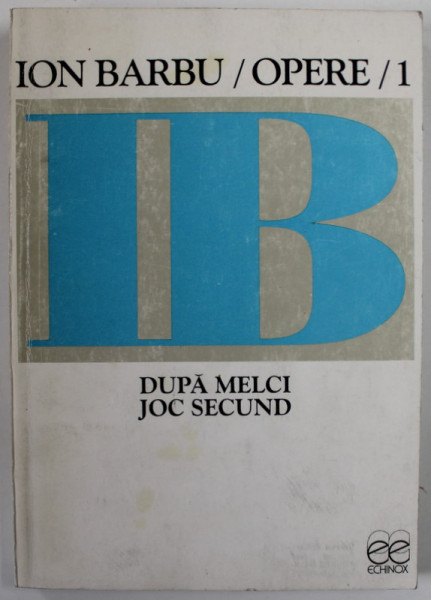 ION BARBU / OPERE / 1
IB
DUPĂ MELCI
JOC SECUND
ECHINOX